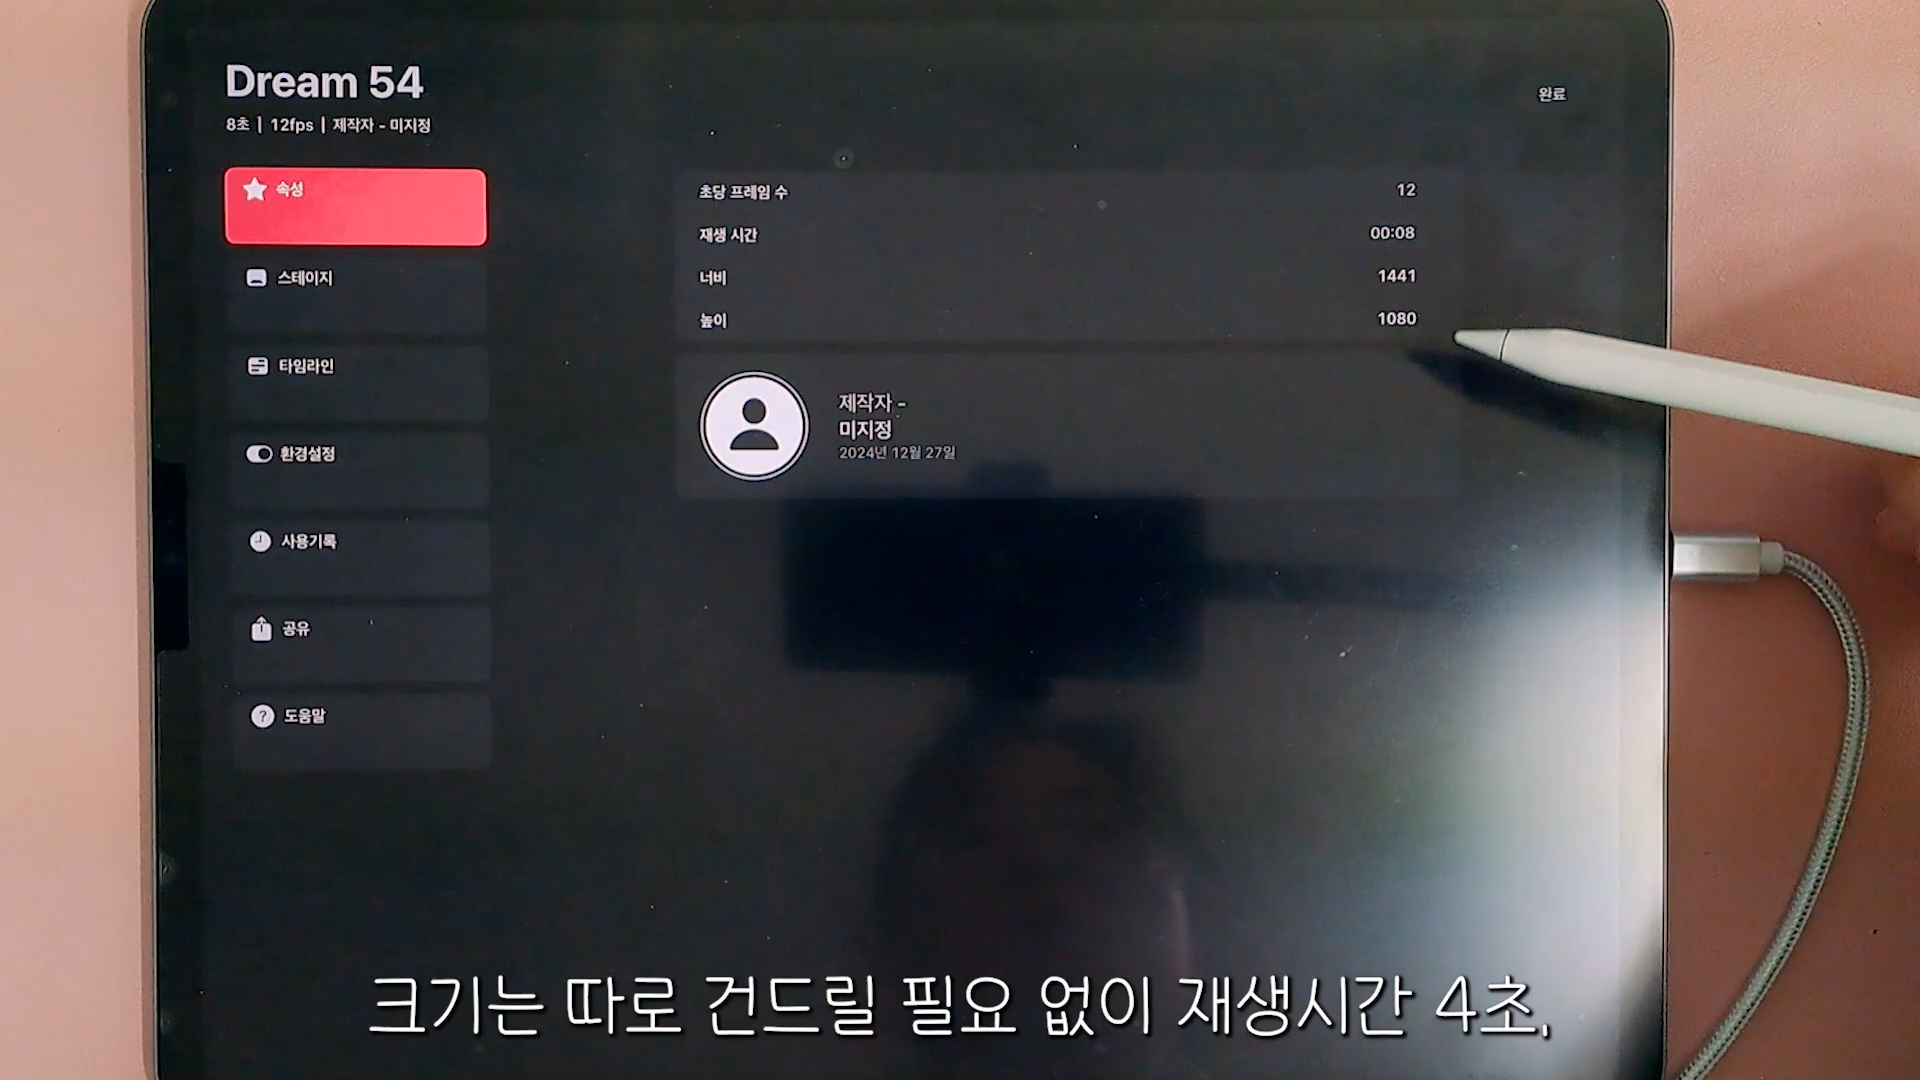 Dream 54
8초 | 12fps | 제작자 - 미지정
완료
속성
스테이지
타임라인
환경설정
사용기록
공유
도움말
초당 프레임 수 12
재생 시간 00:08
너비 1441
높이 1080
제작자 -
미지정
2024년 12월 27일
크기는 따로 건드릴 필요 없이 재생시간 4초,